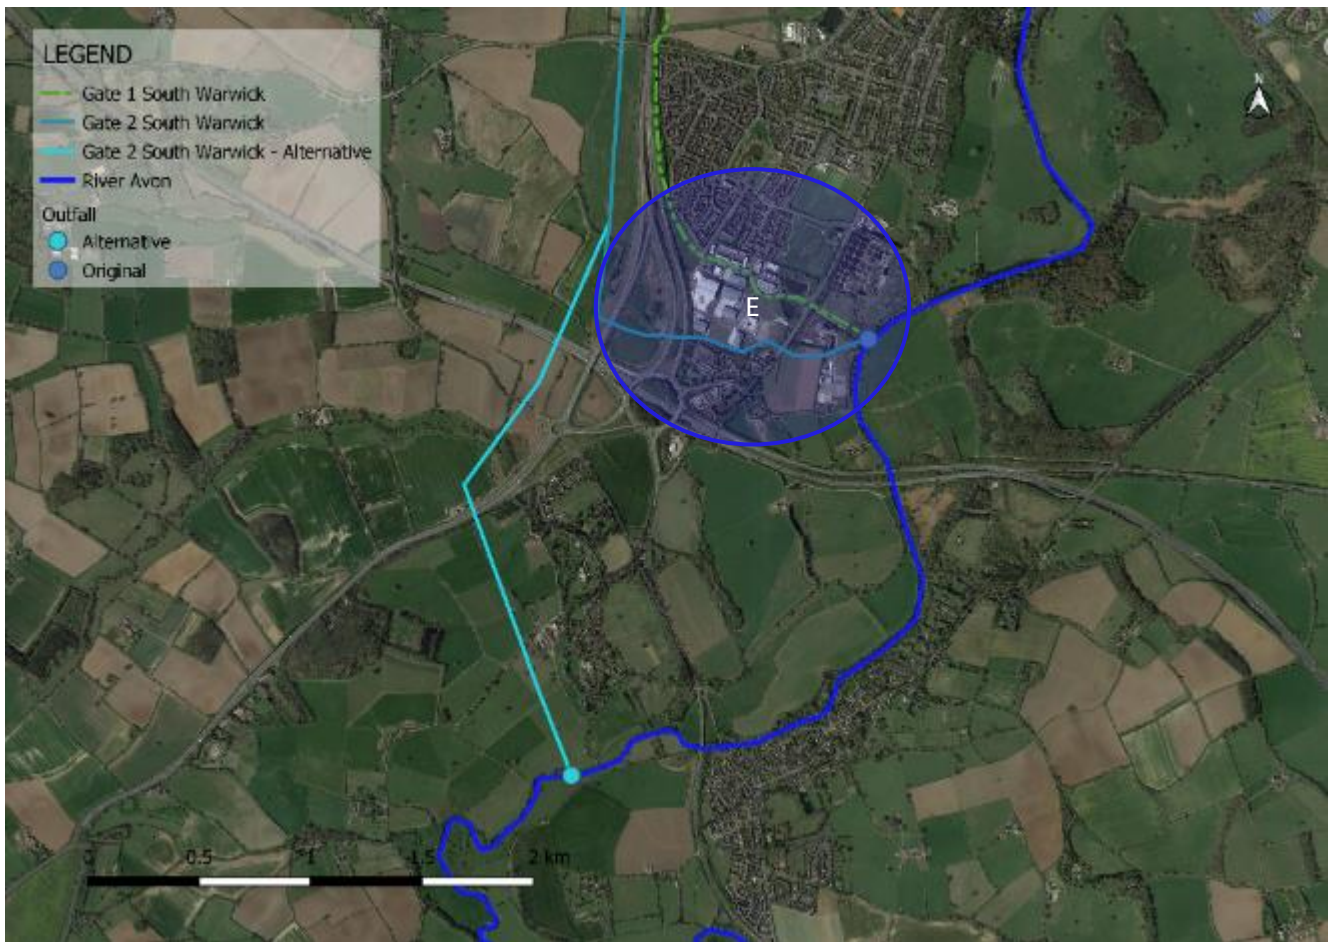 LEGEND
Gate 1 South Warwick
Gate 2 South Warwick
Gate 2 South Warwick - Alternative
River Avon
Outfall
Alternative
Original
N
E
0 0.5 1 1.5 2 km